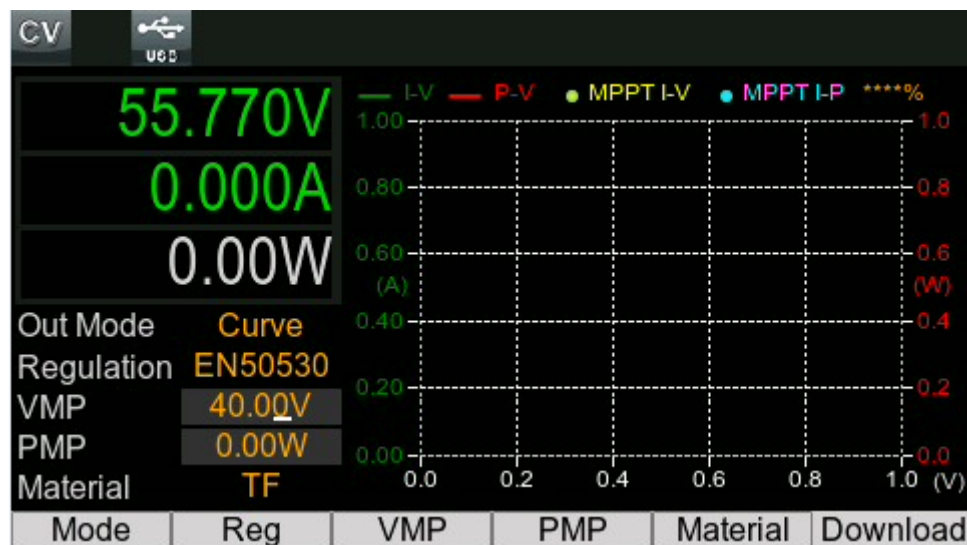 CV USB
55.770V
0.000A
0.00W
Out Mode Curve
Regulation EN50530
VMP 40.00V
PMP 0.00W
Material TF
I-V P-V MPPT I-V MPPT I-P ****%
1.00 1.0
0.80 0.8
0.60 0.6
(A) (W)
0.40 0.4
0.20 0.2
0.00 0.0
0.0 0.2 0.4 0.6 0.8 1.0 (V)
Mode Reg VMP PMP Material Download